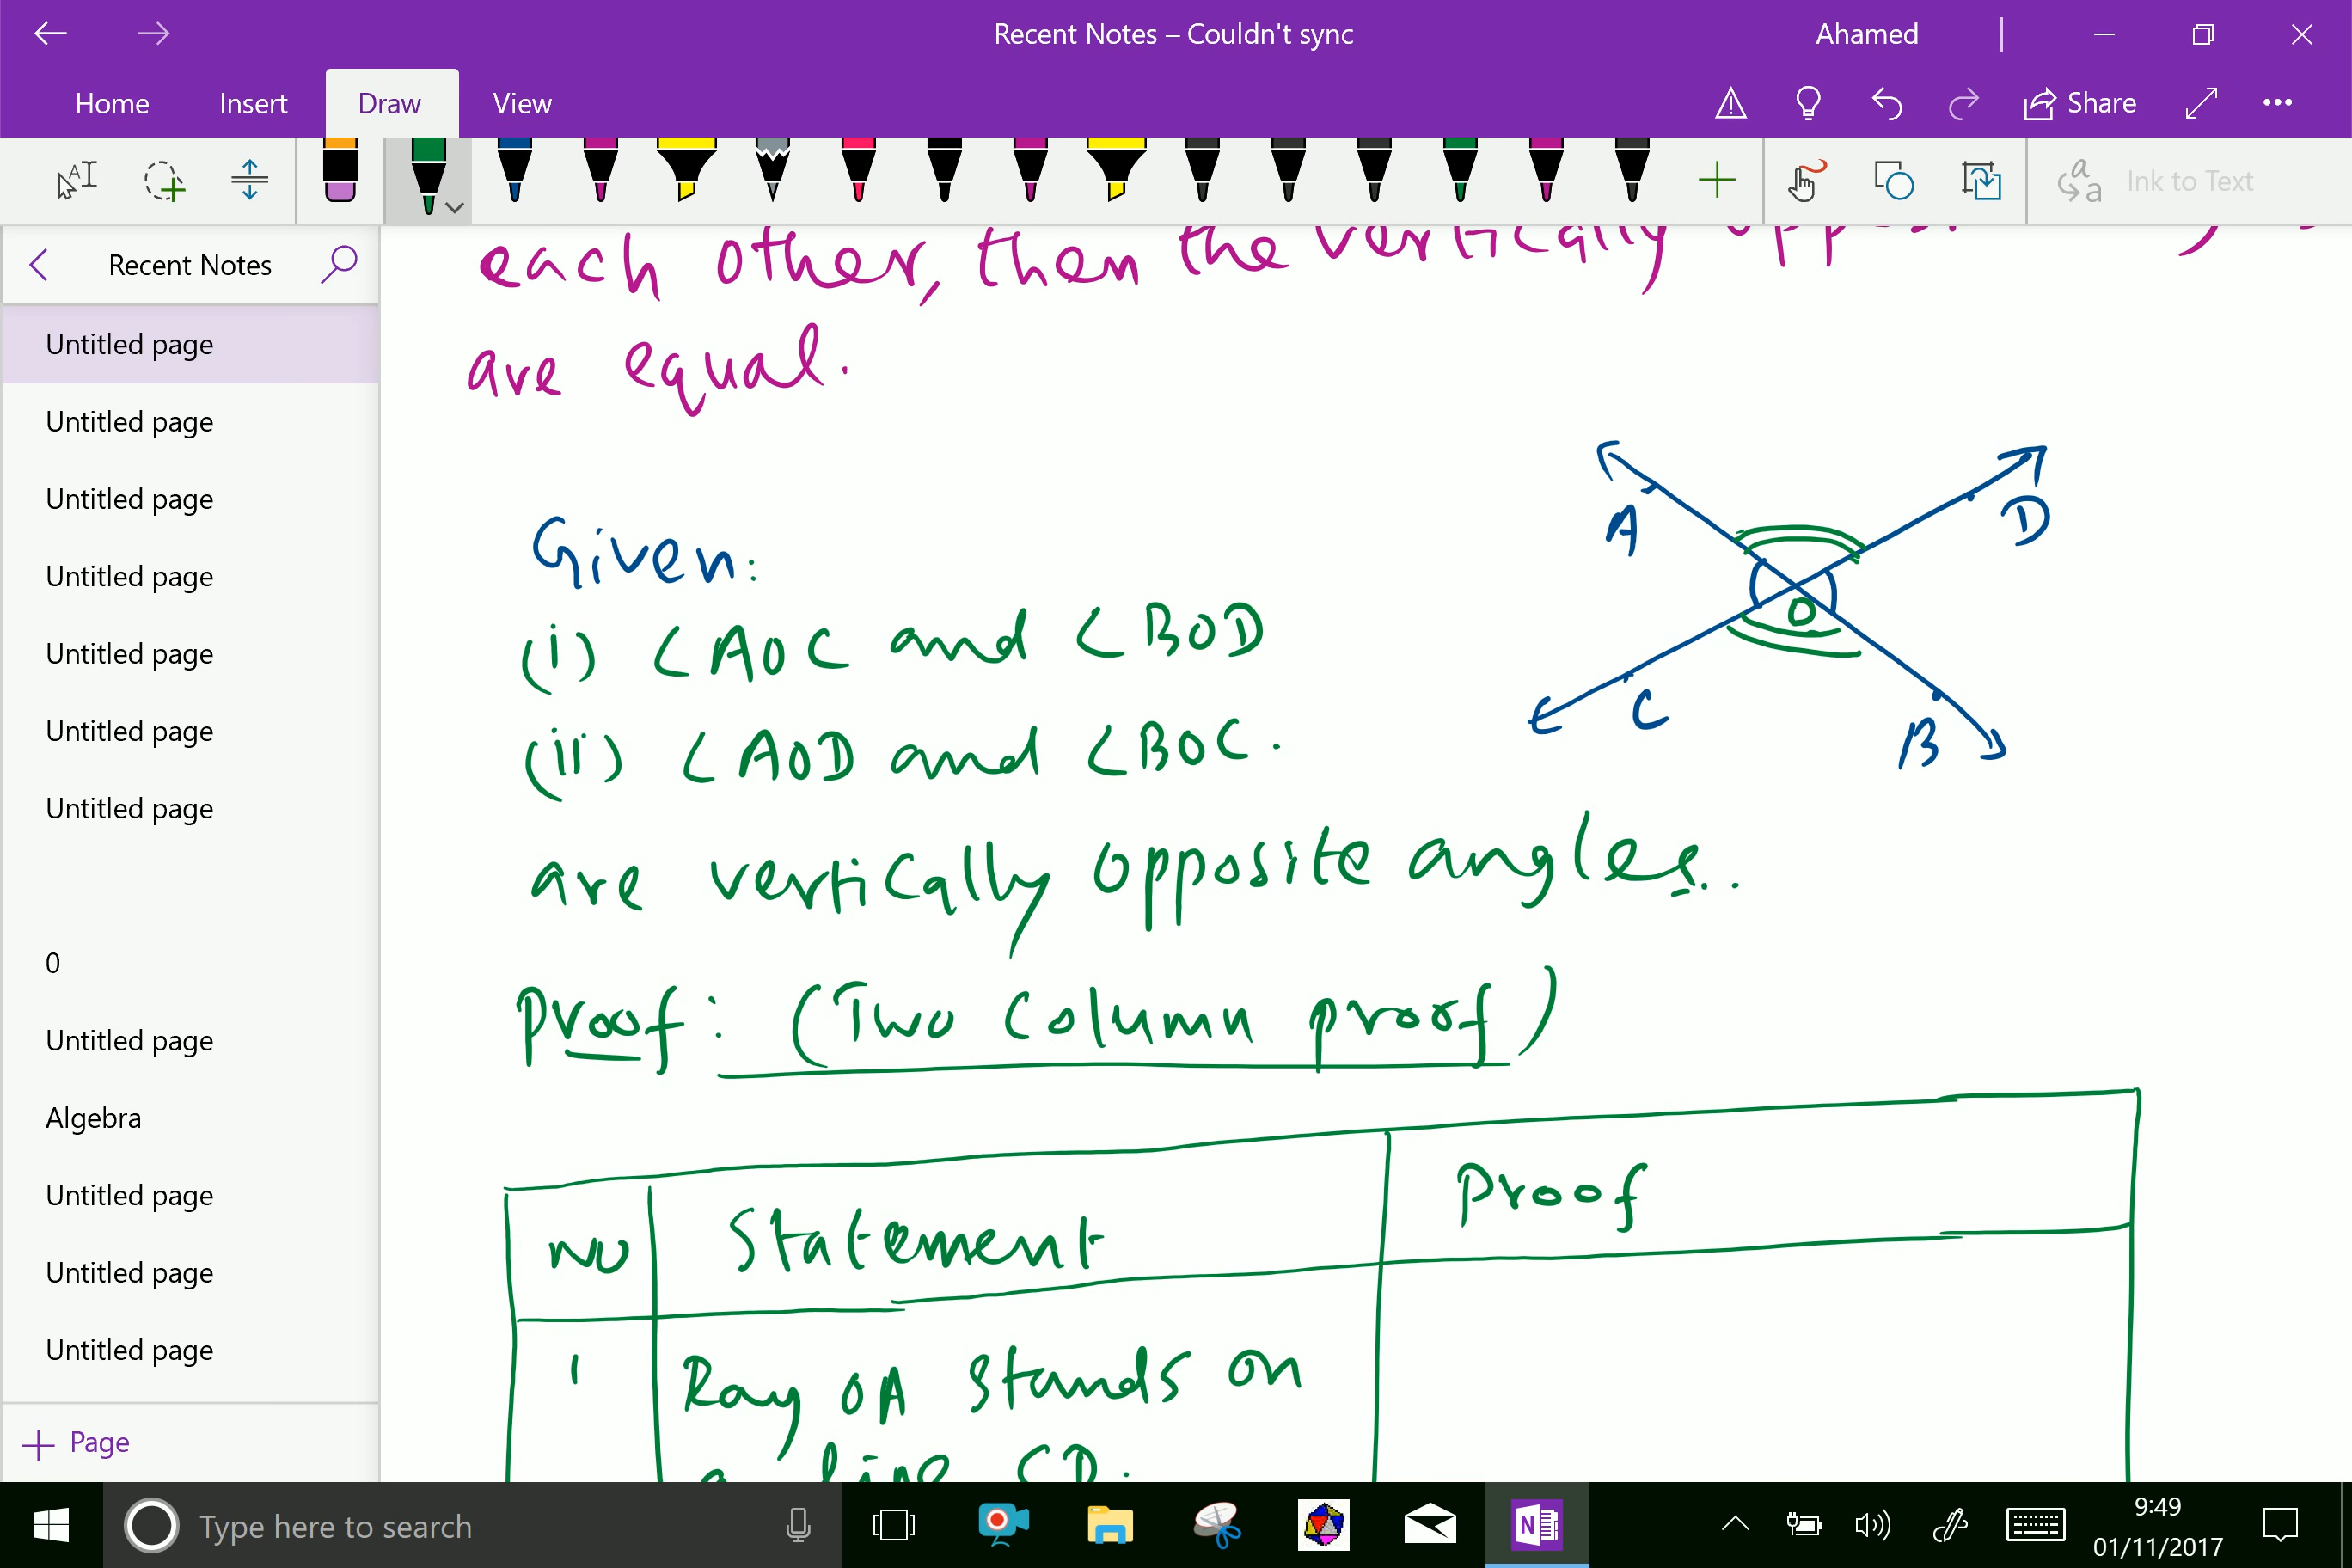 Recent Notes – Couldn't sync
Ahamed
Home Insert Draw View
Share
Ink to Text
Recent Notes
Untitled page
Untitled page
Untitled page
Untitled page
Untitled page
Untitled page
Untitled page
0
Untitled page
Algebra
Untitled page
Untitled page
Untitled page
Page
each other, then the vertically
are equal.
A
D
O
C
B
Given:
(i) ∠AOC and ∠BOD
(ii) ∠AOD and ∠BOC.
are vertically opposite angles..
Proof: (Two Column proof)
No Statement Proof
1 Ray OA stands on
a line CD.
Type here to search
9:49
01/11/2017